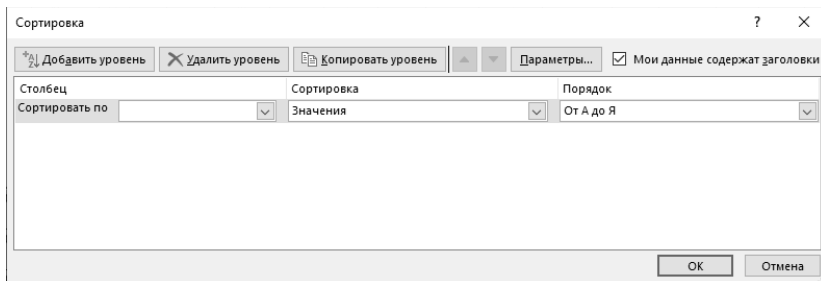 Сортировка ? ×
Добавить уровень Удалить уровень Копировать уровень Параметры... Мои данные содержат заголовки
Столбец Сортировка Порядок
Сортировать по Значения От А до Я
ОК Отмена